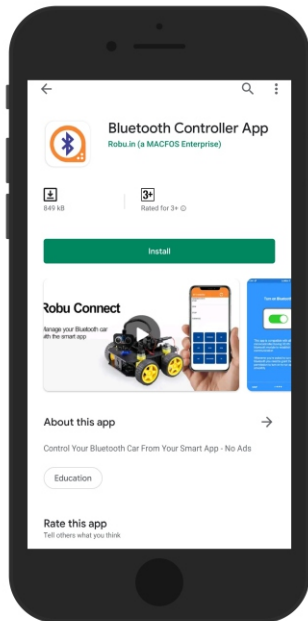 Bluetooth Controller App
Robu.in (a MACFOS Enterprise)
849 kB
3+
Rated for 3+
Install
Robu Connect
Manage your Bluetooth car
with the smart app
About this app
Control Your Bluetooth Car From Your Smart App - No Ads
Education
Rate this app
Tell others what you think